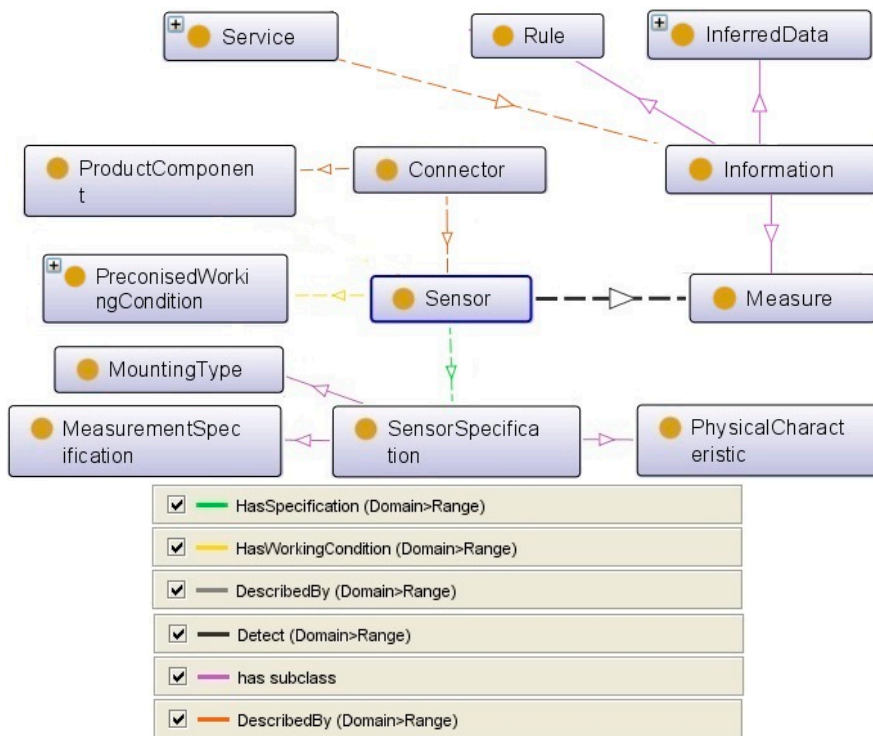 Service
Rule
InferredData
ProductComponen
t
Connector
Information
PreconisedWorki
ngCondition
Sensor
Measure
MountingType
MeasurementSpec
ification
SensorSpecifica
tion
PhysicalCharact
eristic
HasSpecification (Domain>Range)
HasWorkingCondition (Domain>Range)
DescribedBy (Domain>Range)
Detect (Domain>Range)
has subclass
DescribedBy (Domain>Range)